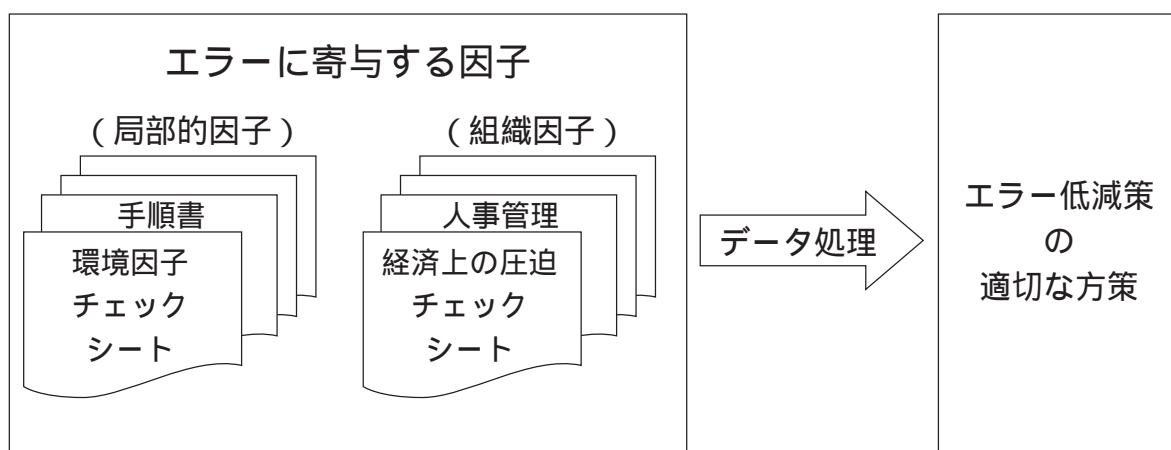 エラーに寄与する因子
(局部的因子)
手順書
環境因子
チェック
シート
(組織因子)
人事管理
経済上の圧迫
チェック
シート
データ処理
エラー低減策
の
適切な方策